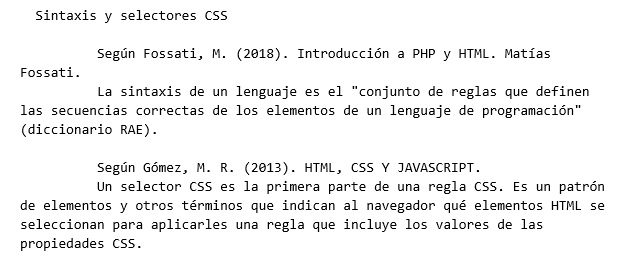 Sintaxis y selectores CSS
Según Fossati, M. (2018). Introducción a PHP y HTML. Matías
Fossati.
La sintaxis de un lenguaje es el "conjunto de reglas que definen
las secuencias correctas de los elementos de un lenguaje de programación"
(diccionario RAE).
Según Gómez, M. R. (2013). HTML, CSS Y JAVASCRIPT.
Un selector CSS es la primera parte de una regla CSS. Es un patrón
de elementos y otros términos que indican al navegador qué elementos HTML se
seleccionan para aplicarles una regla que incluye los valores de las
propiedades CSS.